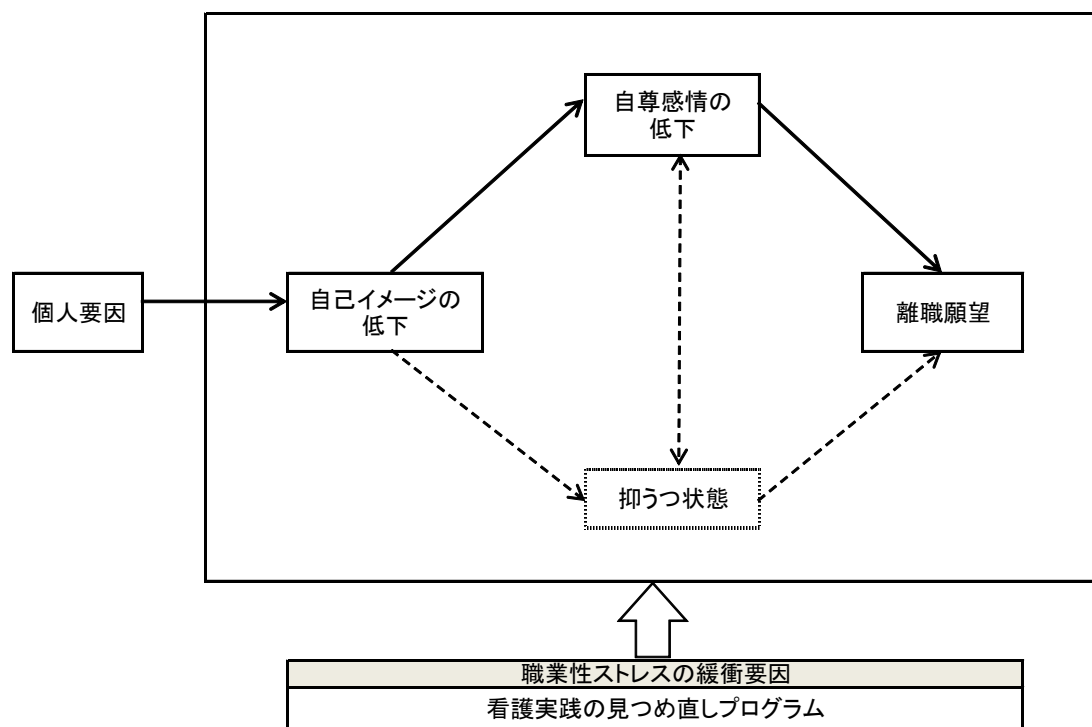 自尊感情の
低下
個人要因
自己イメージの
低下
離職願望
抑うつ状態
職業性ストレスの緩衝要因
看護実践の見つめ直しプログラム